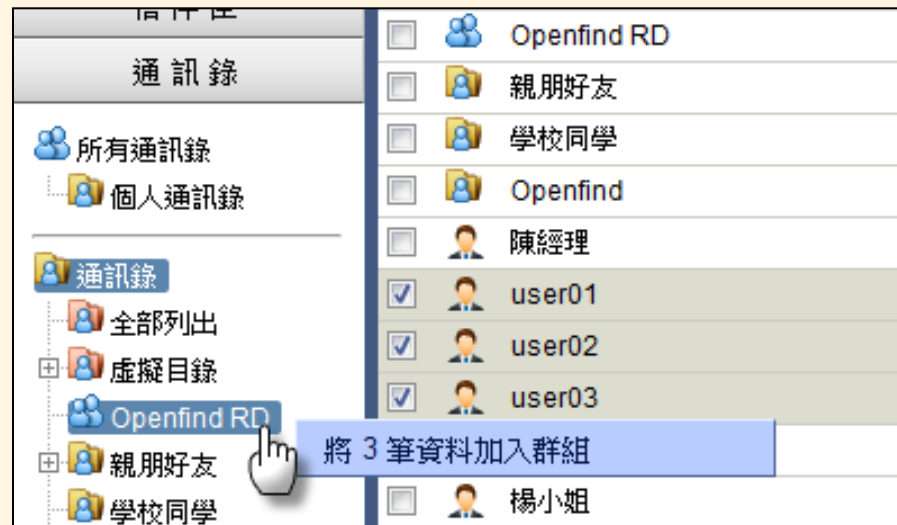 通訊錄
所有通訊錄
個人通訊錄
通訊錄
全部列出
虛擬目錄
Openfind RD
親朋好友
學校同學
Openfind RD
親朋好友
學校同學
Openfind
陳經理
user01
user02
user03
將 3 筆資料加入群組
楊小姐